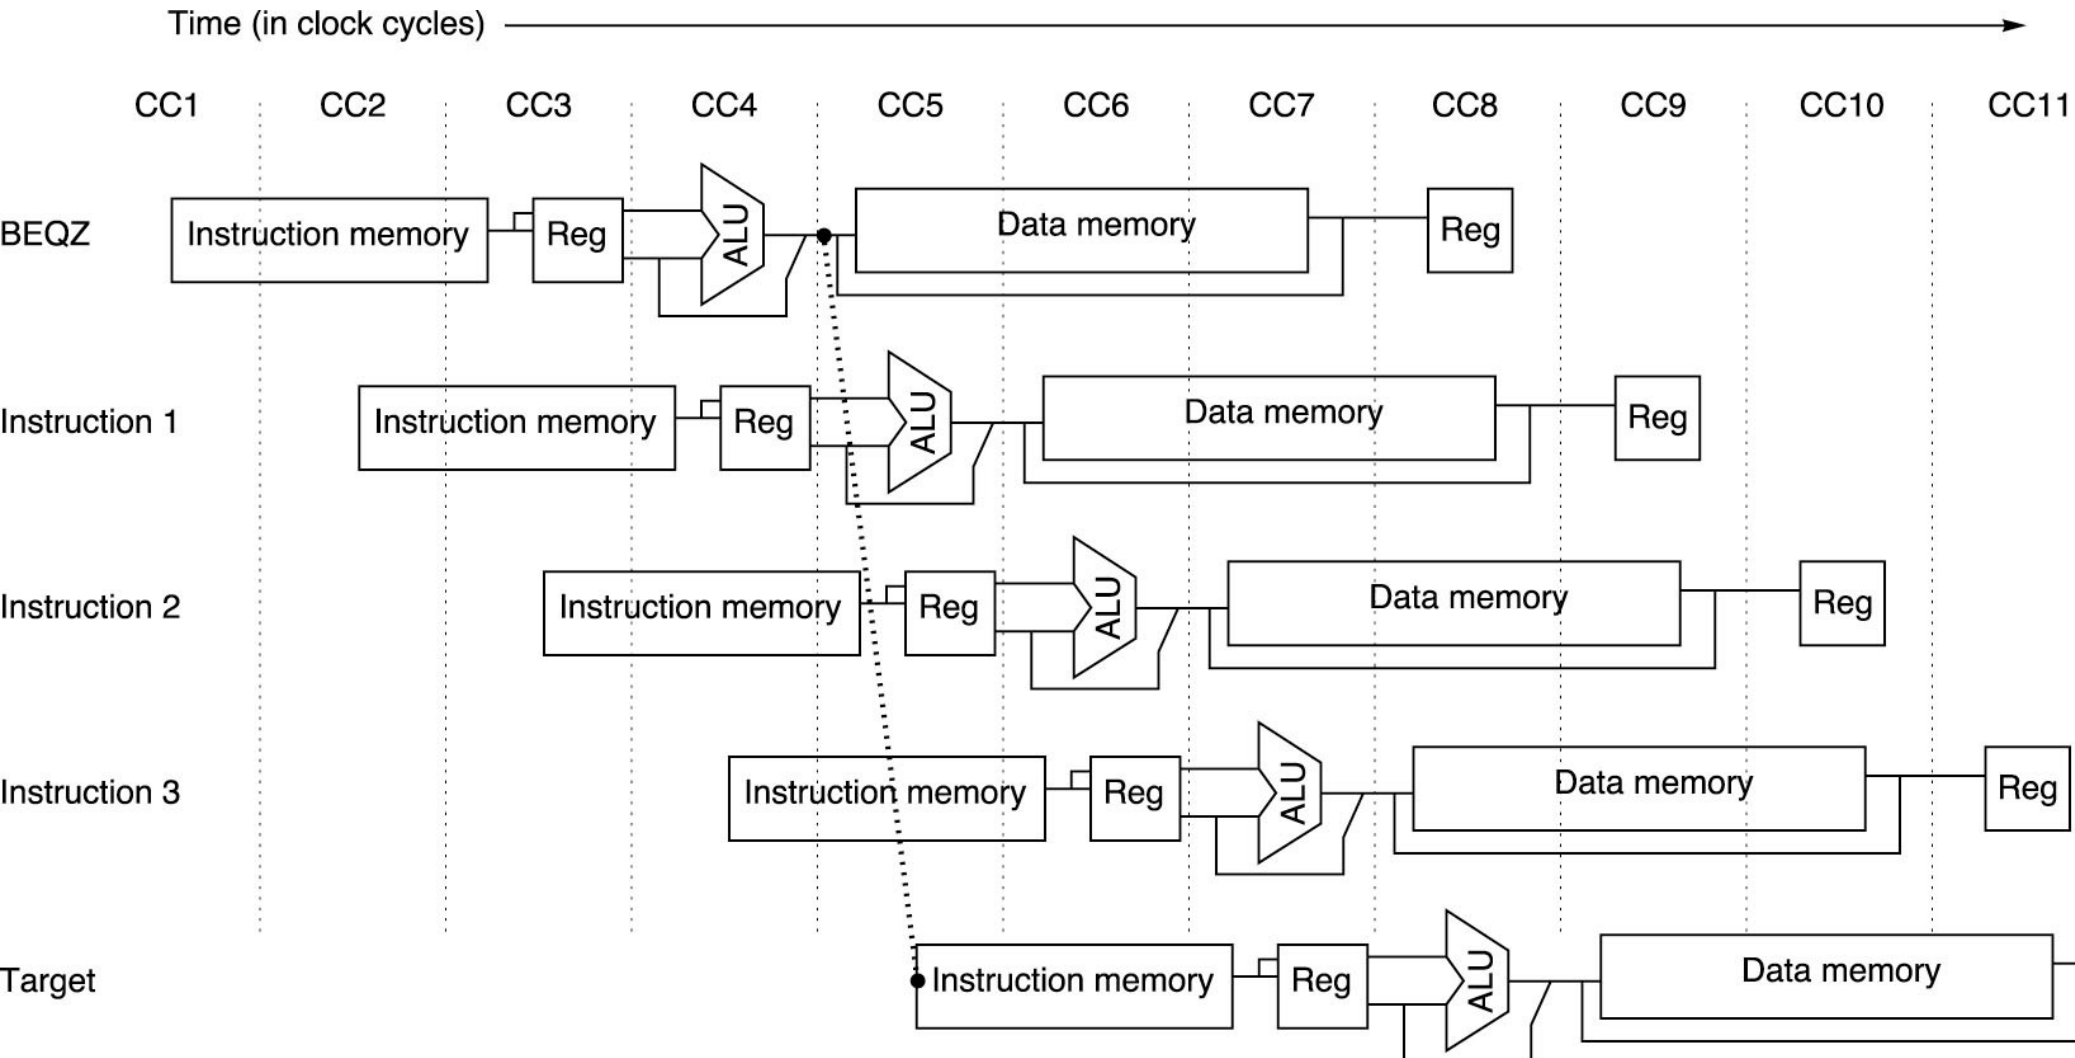 Time (in clock cycles)
CC1 CC2 CC3 CC4 CC5 CC6 CC7 CC8 CC9 CC10 CC11
BEQZ Instruction memory Reg ALU Data memory Reg
Instruction 1 Instruction memory Reg ALU Data memory Reg
Instruction 2 Instruction memory Reg ALU Data memory Reg
Instruction 3 Instruction memory Reg ALU Data memory Reg
Target Instruction memory Reg ALU Data memory